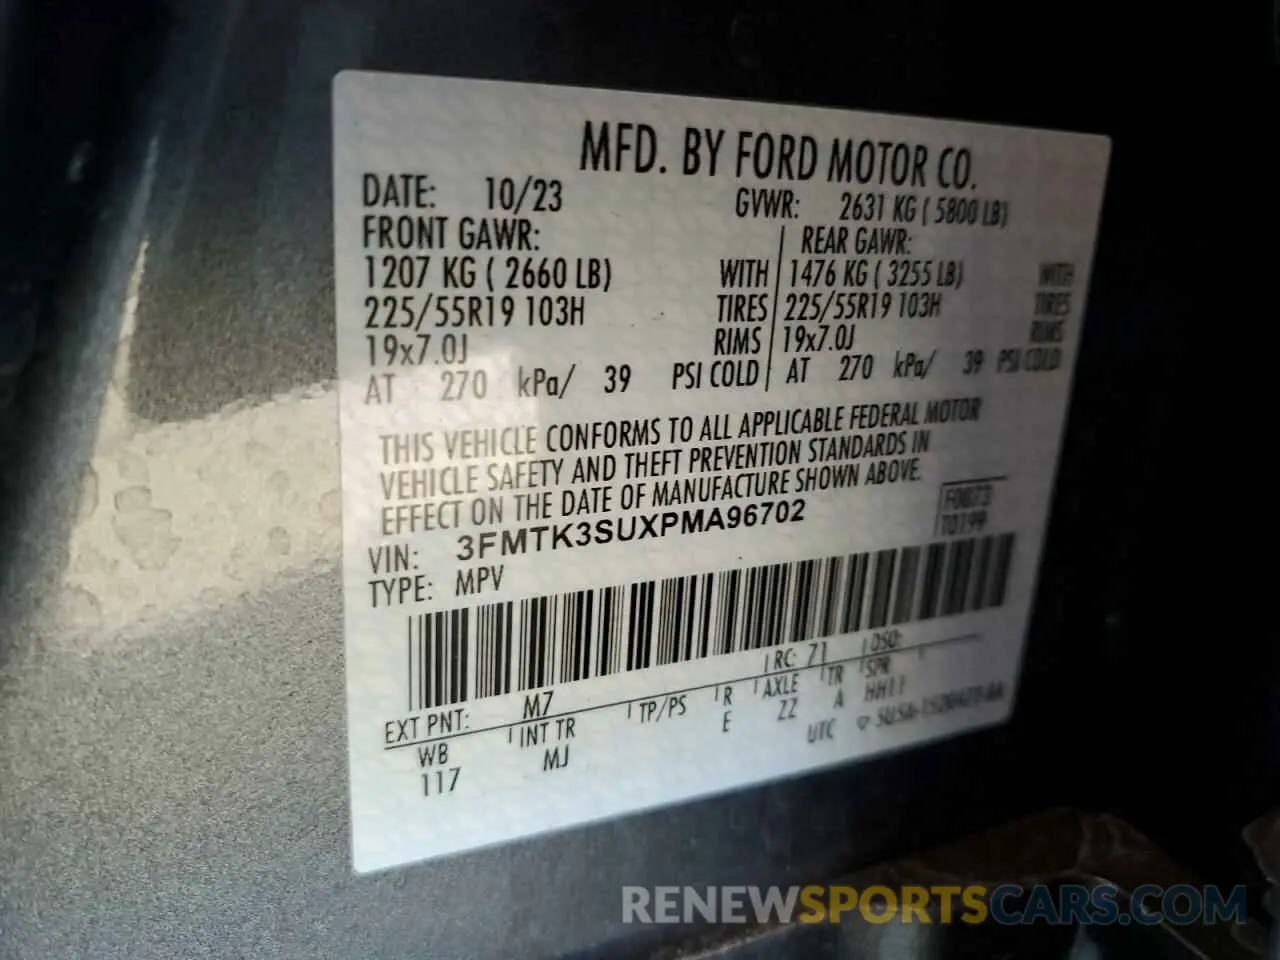 MFD. BY FORD MOTOR CO.
DATE: 10/23 GVWR: 2631 KG ( 5800 LB)
FRONT GAWR: REAR GAWR:
1207 KG ( 2660 LB) WITH 1476 KG ( 3255 LB) WITH
225/55R19 103H TIRES 225/55R19 103H TIRES
19x7.0J RIMS 19x7.0J RIMS
AT 270 kPa/ 39 PSI COLD AT 270 kPa/ 39 PSI COLD
THIS VEHICLE CONFORMS TO ALL APPLICABLE FEDERAL MOTOR
VEHICLE SAFETY AND THEFT PREVENTION STANDARDS IN
EFFECT ON THE DATE OF MANUFACTURE SHOWN ABOVE.
F0073
T0199
VIN: 3FMTK3SUXPMA96702
TYPE: MPV
EXT PNT: M7 RC: 71 DSO:
WB INT TR TP/PS R AXLE TR SPR
117 MJ E ZZ A HH11
UTC
RENEWSPORTSCARS.COM